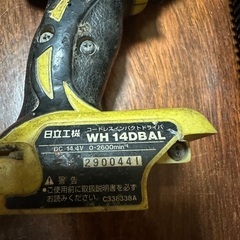 日立工機
コードレスインパクトドライバ
WH 14DBAL
DC 14.4V 0-2600min⁻¹
2900441
⚠ 警告
・ご使用前に取扱説明書を必ず
お読みください。
C338338A